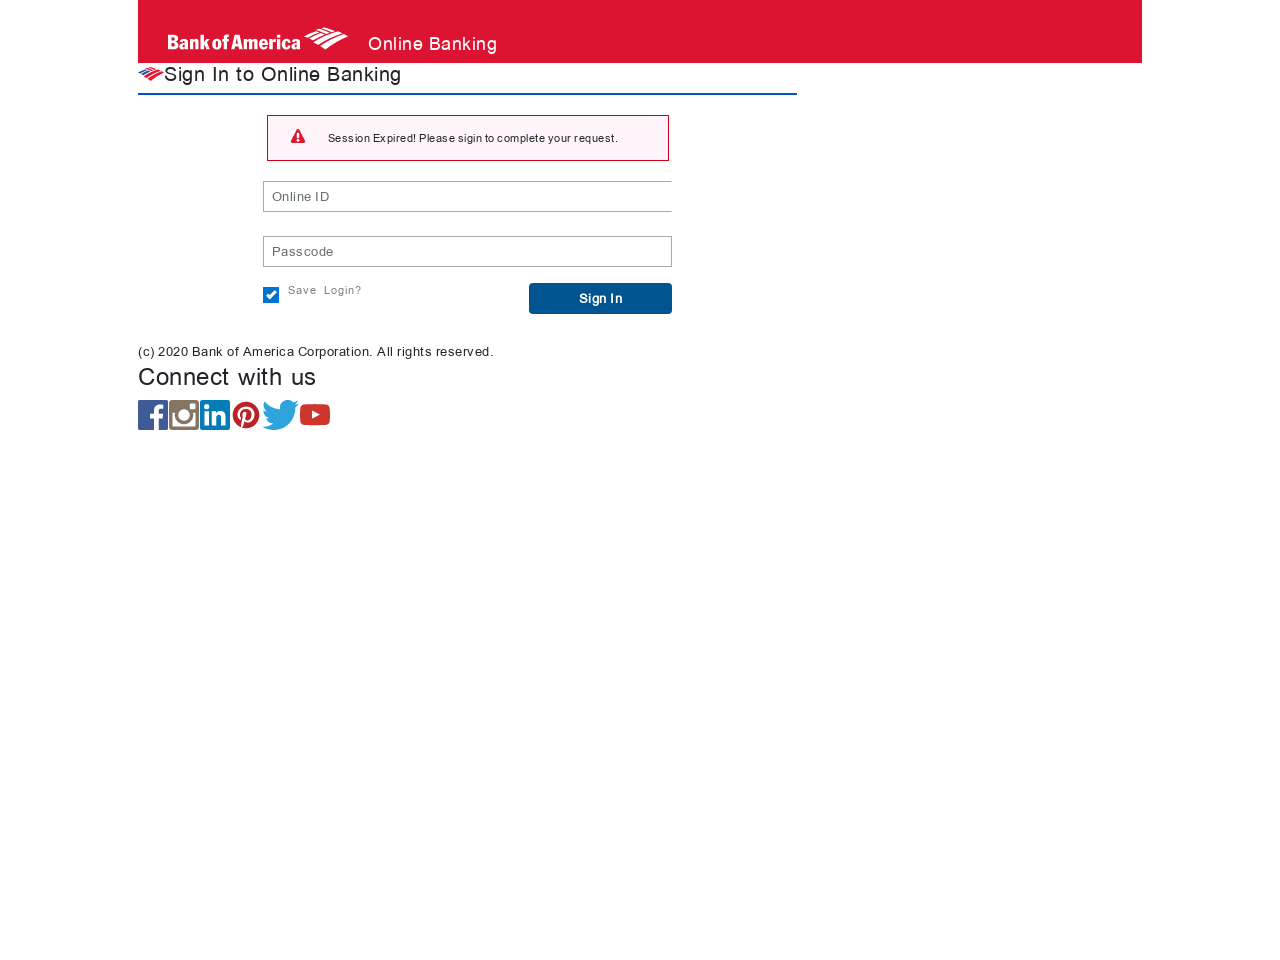 Bank of America Online Banking
Sign In to Online Banking
Session Expired! Please sigin to complete your request.
Online ID
Passcode
Save Login?
Sign In
(c) 2020 Bank of America Corporation. All rights reserved.
Connect with us